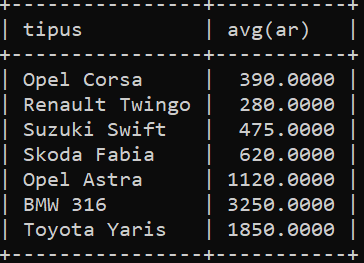 +----------------+-----------+
| tipus          | avg(ar)   |
+----------------+-----------+
| Opel Corsa     |  390.0000 |
| Renault Twingo |  280.0000 |
| Suzuki Swift   |  475.0000 |
| Skoda Fabia    |  620.0000 |
| Opel Astra     | 1120.0000 |
| BMW 316        | 3250.0000 |
| Toyota Yaris   | 1850.0000 |
+----------------+-----------+